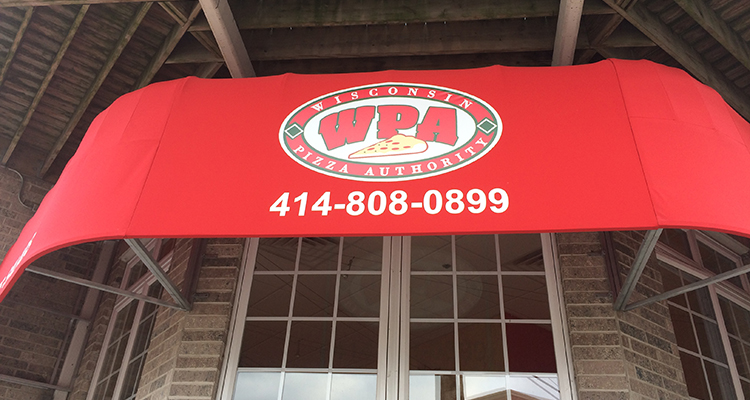 WISCONSIN
WPA
PIZZA AUTHORITY
414-808-0899